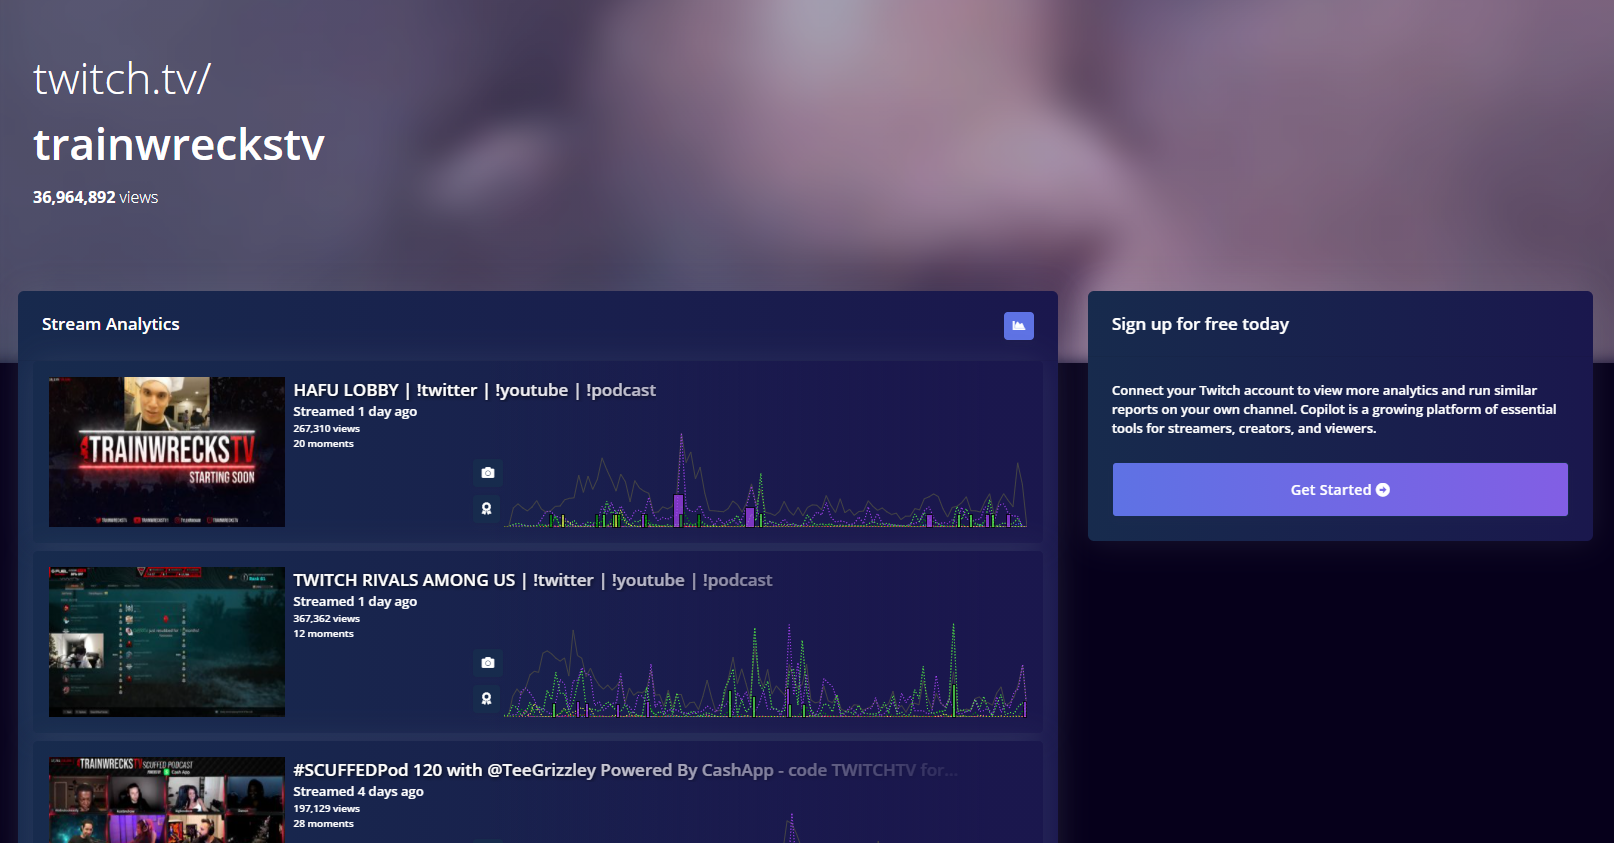 twitch.tv/
trainwreckstv
36,964,892 views
Stream Analytics
TRAINWRECKSTV
STARTING SOON
HAFU LOBBY | !twitter | !youtube | !podcast
Streamed 1 day ago
267,310 views
20 moments
TWITCH RIVALS AMONG US | !twitter | !youtube | !podcast
Streamed 1 day ago
367,362 views
12 moments
TRAINWRECKSTV SCUFFED PODCAST
Cash App
#SCUFFEDPod 120 with @TeeGrizzley Powered By CashApp - code TWITCHTV for...
Streamed 4 days ago
197,129 views
28 moments
Sign up for free today
Connect your Twitch account to view more analytics and run similar
reports on your own channel. Copilot is a growing platform of essential
tools for streamers, creators, and viewers.
Get Started